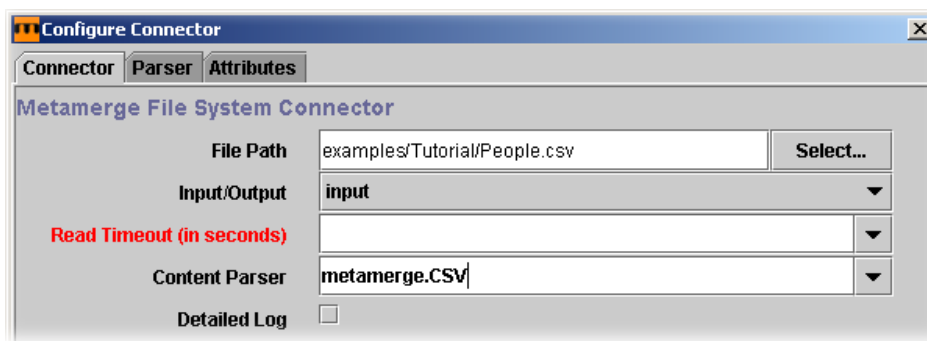 Configure Connector
Connector Parser Attributes
Metamerge File System Connector
File Path examples/Tutorial/People.csv Select...
Input/Output input
Read Timeout (in seconds)
Content Parser metamerge.CSV
Detailed Log